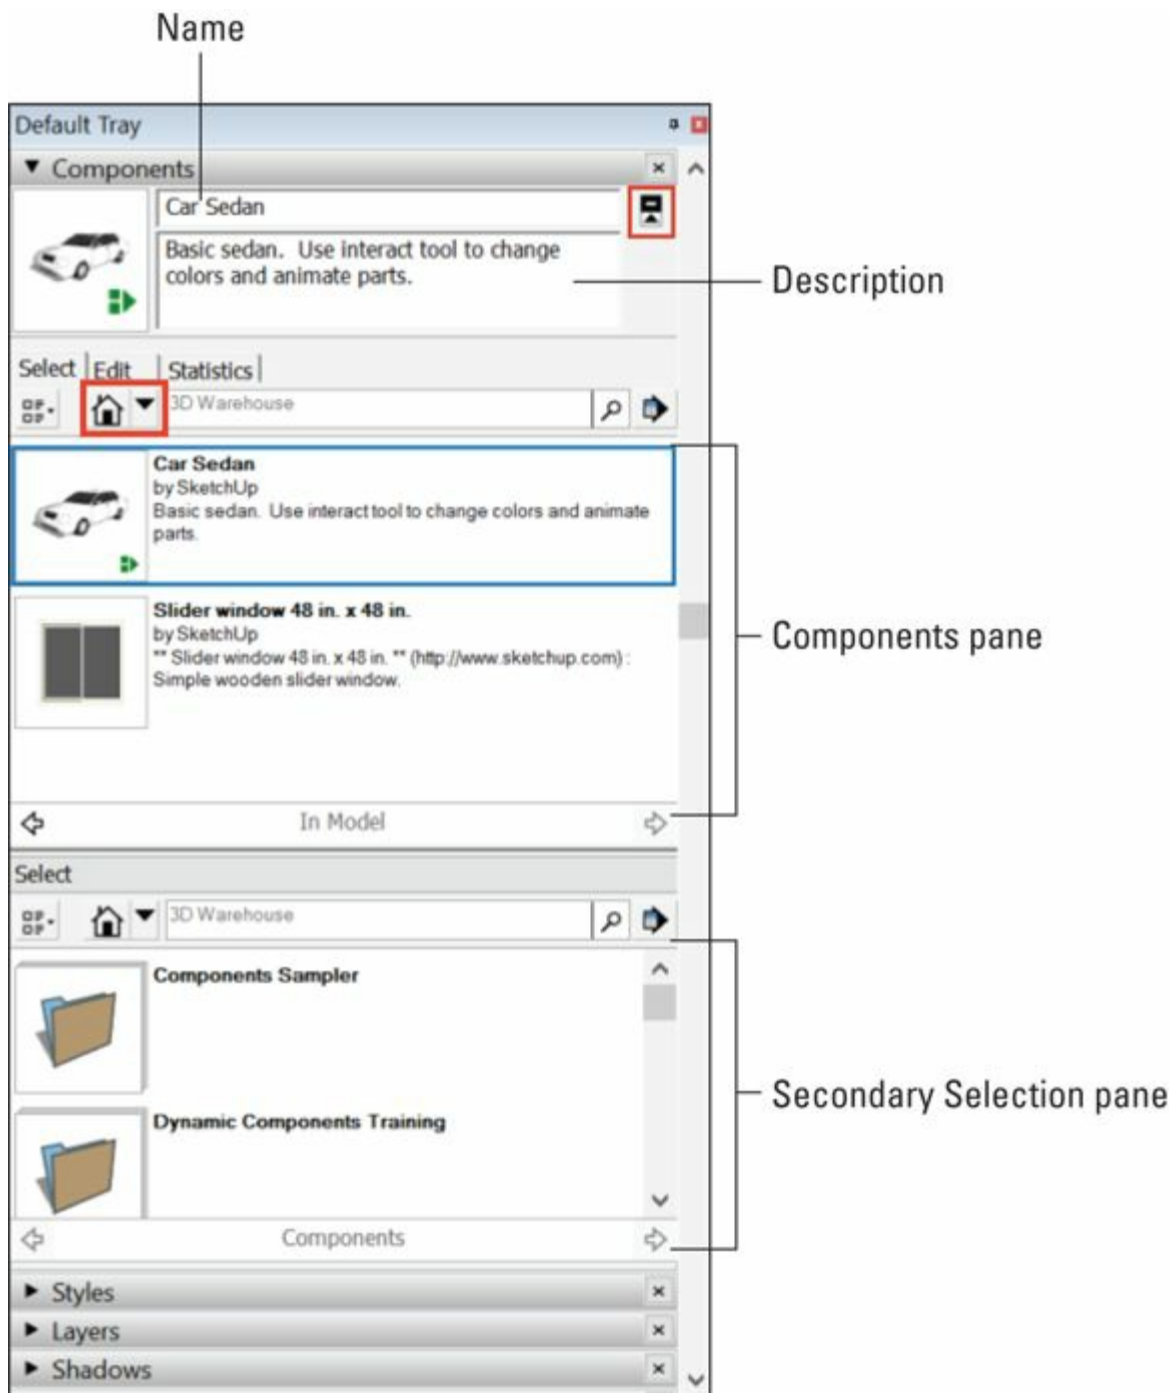 Name
Default Tray
Components
Car Sedan
Basic sedan. Use interact tool to change
colors and animate parts.
Description
Select Edit Statistics
3D Warehouse
Car Sedan
by SketchUp
Basic sedan. Use interact tool to change colors and animate
parts.
Slider window 48 in. x 48 in.
by SketchUp
** Slider window 48 in. x 48 in. ** (http://www.sketchup.com) :
Simple wooden slider window.
Components pane
In Model
Select
3D Warehouse
Components Sampler
Dynamic Components Training
Secondary Selection pane
Components
Styles
Layers
Shadows